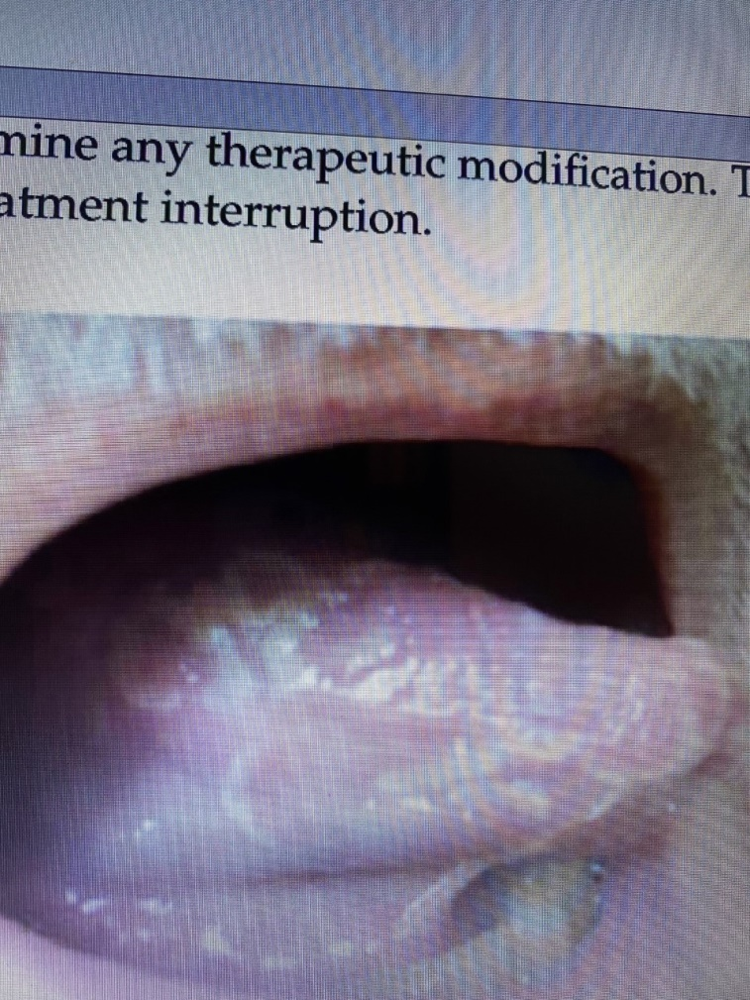 mine any therapeutic modification. T
atment interruption.